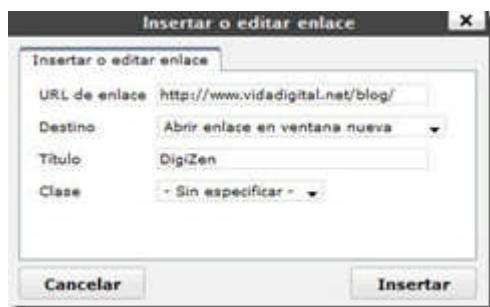 Insertar o editar enlace
Insertar o editar enlace
URL de enlace http://www.vidadigital.net/blog/
Destino Abrir enlace en ventana nueva
Título DigiZen
Clase - Sin especificar -
Cancelar Insertar